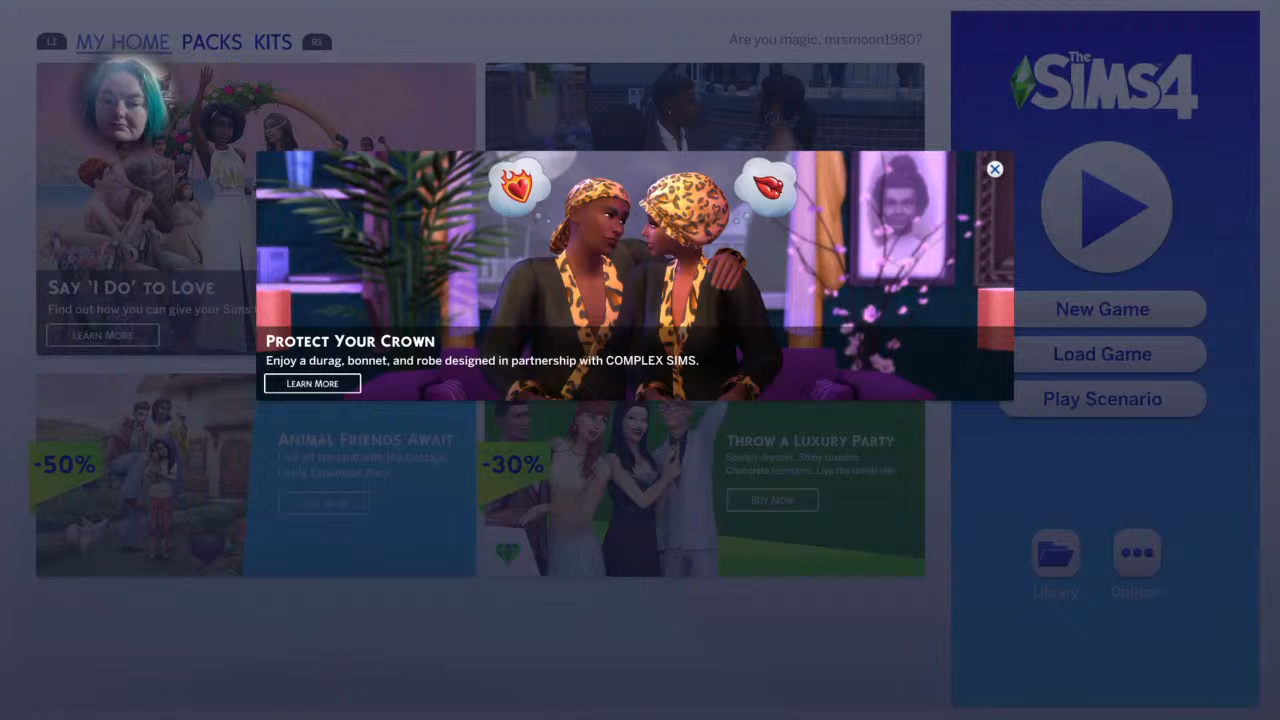 L1 MY HOME PACKS KITS R1
Are you magic, mrsmoon1980?
The SIMS 4
SAY 'I DO' TO LOVE
Find out how you can give your Sims
LEARN MORE
PROTECT YOUR CROWN
Enjoy a durag, bonnet, and robe designed in partnership with COMPLEX SIMS.
LEARN MORE
New Game
Load Game
Play Scenario
-50%
ANIMAL FRIENDS AWAIT
-30%
THROW A LUXURY PARTY
BUY NOW
Library
Options